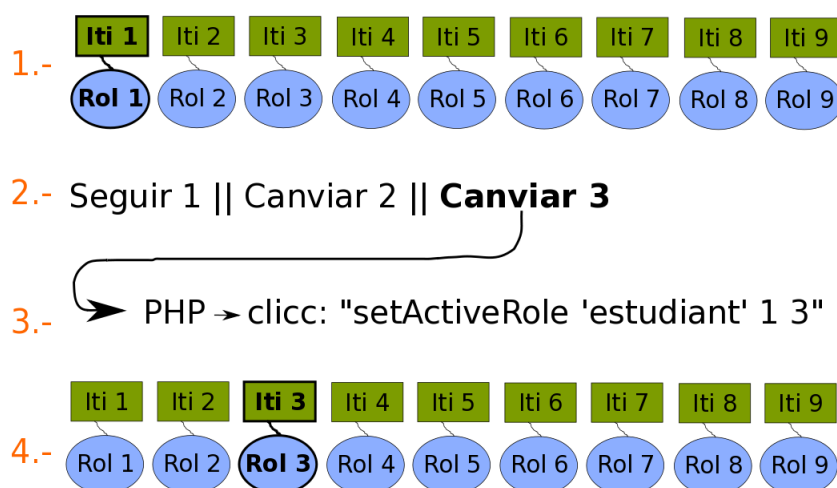 Iti 1 Iti 2 Iti 3 Iti 4 Iti 5 Iti 6 Iti 7 Iti 8 Iti 9
1.-
Rol 1 Rol 2 Rol 3 Rol 4 Rol 5 Rol 6 Rol 7 Rol 8 Rol 9
2.- Seguir 1 || Canviar 2 || Canviar 3
3.- PHP → clicc: "setActiveRole 'estudiant' 1 3"
Iti 1 Iti 2 Iti 3 Iti 4 Iti 5 Iti 6 Iti 7 Iti 8 Iti 9
4.-
Rol 1 Rol 2 Rol 3 Rol 4 Rol 5 Rol 6 Rol 7 Rol 8 Rol 9